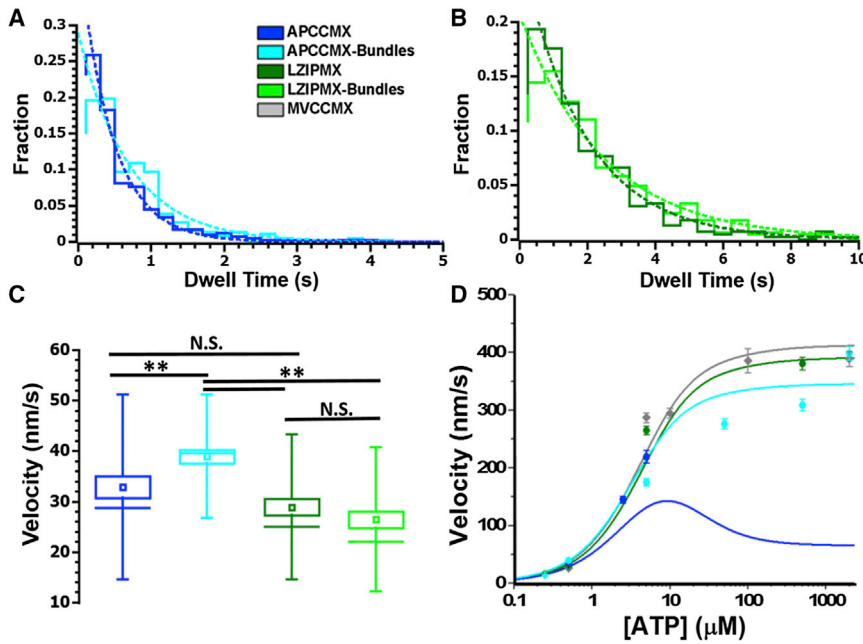 A
0.3
0.25
0.2
0.15
0.1
0.05
0
Fraction
0
1
2
3
4
5
Dwell Time (s)
APCCMX
APCCMX-Bundles
LZIPMX
LZIPMX-Bundles
MVCCMX
B
0.2
0.15
0.1
0.05
0
Fraction
0
2
4
6
8
10
Dwell Time (s)
C
60
50
40
30
20
10
Velocity (nm/s)
N.S.
**
**
N.S.
D
500
400
300
200
100
0
Velocity (nm/s)
0.1
1
10
100
1000
[ATP] (μM)